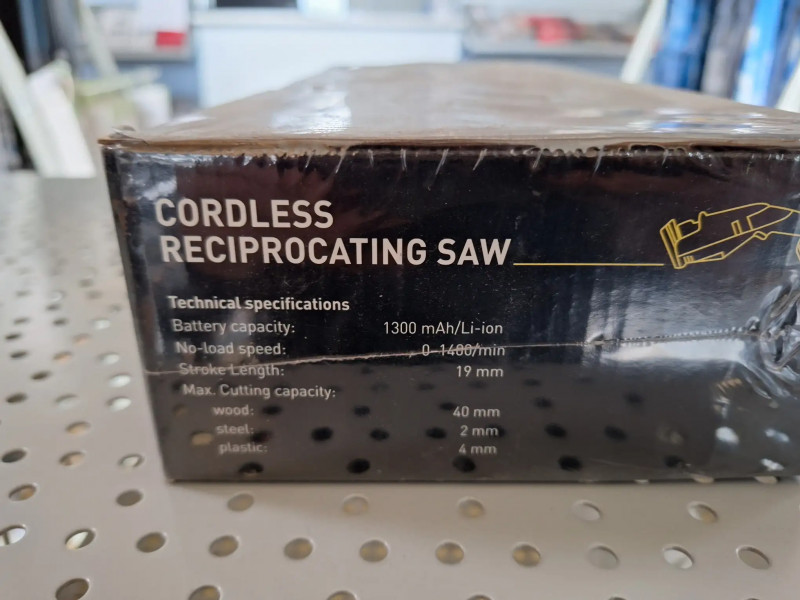 CORDLESS
RECIPROCATING SAW
Technical specifications
Battery capacity: 1300 mAh/Li-ion
No-load speed: 0-1400/min
Stroke Length: 19 mm
Max. Cutting capacity:
wood: 40 mm
steel: 2 mm
plastic: 4 mm